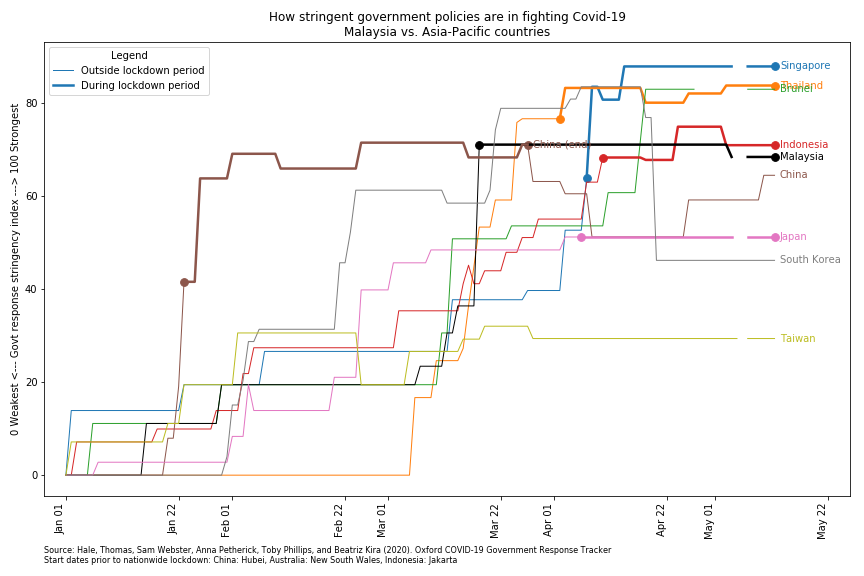 How stringent government policies are in fighting Covid-19
Malaysia vs. Asia-Pacific countries
Legend
Outside lockdown period
During lockdown period
0 Weakest <--- Govt response stringency index ---> 100 Strongest
80
60
40
20
0
Singapore
Thailand
Brunei
China (end)
Indonesia
Malaysia
China
Japan
South Korea
Taiwan
Jan 01
Jan 22
Feb 01
Feb 22
Mar 01
Mar 22
Apr 01
Apr 22
May 01
May 22
Source: Hale, Thomas, Sam Webster, Anna Petherick, Toby Phillips, and Beatriz Kira (2020). Oxford COVID-19 Government Response Tracker
Start dates prior to nationwide lockdown: China: Hubei, Australia: New South Wales, Indonesia: Jakarta